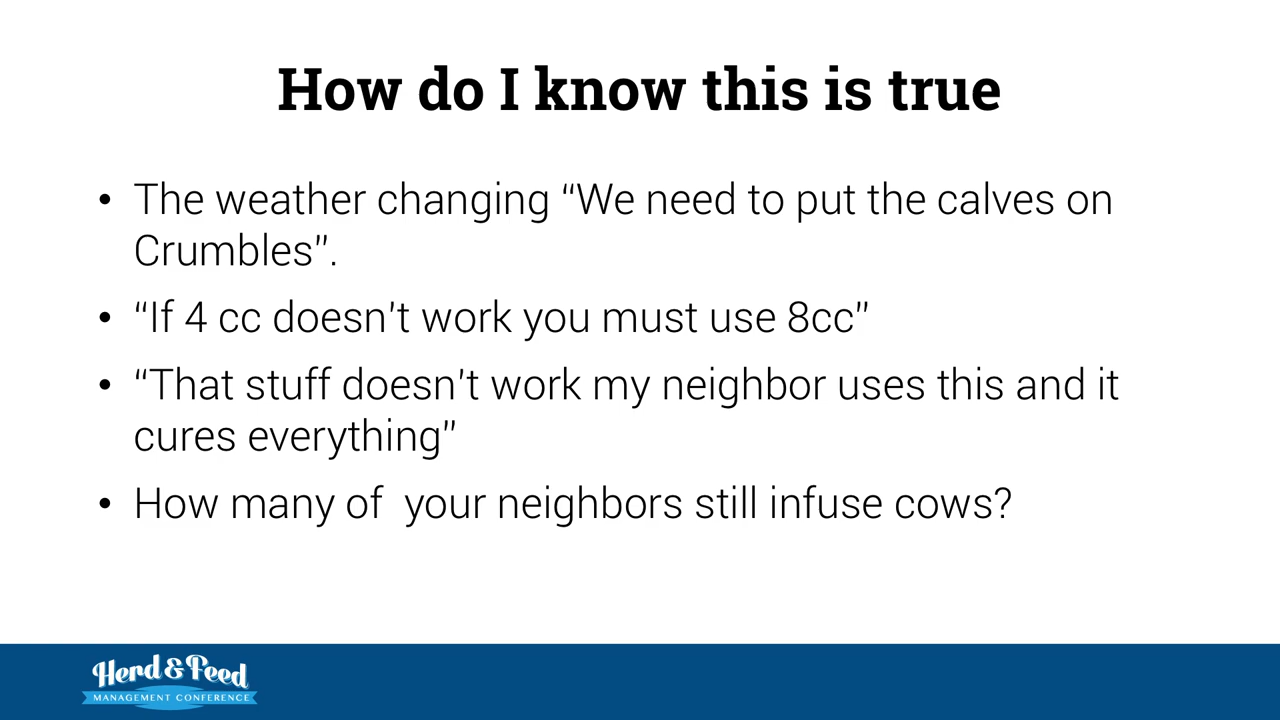 How do I know this is true
• The weather changing “We need to put the calves on
Crumbles”.
• “If 4 cc doesn’t work you must use 8cc”
• “That stuff doesn’t work my neighbor uses this and it
cures everything”
• How many of  your neighbors still infuse cows?
Herd & Feed
MANAGEMENT CONFERENCE